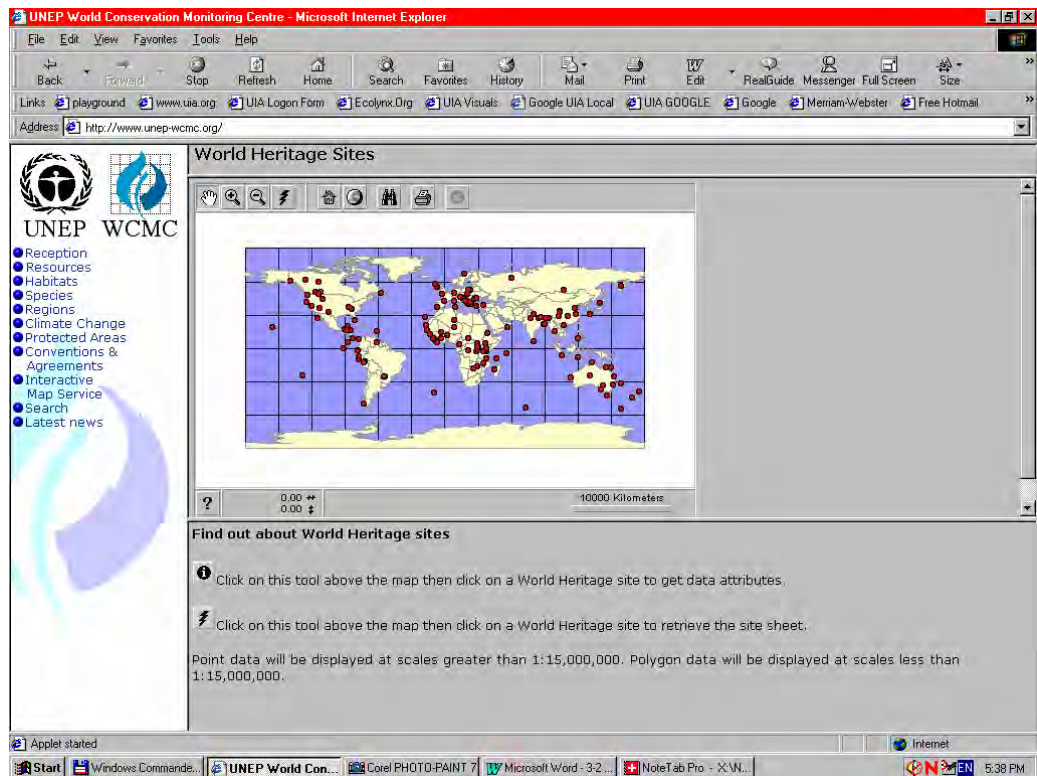 UNEP World Conservation Monitoring Centre - Microsoft Internet Explorer
File Edit View Favorites Tools Help
Back Forward Stop Refresh Home Search Favorites History Mail Print Edit RealGuide Messenger Full Screen Size »
Links playground www.uia.org UIA Logon Form Ecolynx.Org UIA Visuals Google UIA Local UIA GOOGLE Google Merriam-Webster Free Hotmail »
Address http://www.unep-wcmc.org/
UNEP WCMC
Reception
Resources
Habitats
Species
Regions
Climate Change
Protected Areas
Conventions &
Agreements
Interactive
Map Service
Search
Latest news
World Heritage Sites
? 0.00 10000 Kilometers
0.00
Find out about World Heritage sites
Click on this tool above the map then click on a World Heritage site to get data attributes.
Click on this tool above the map then click on a World Heritage site to retrieve the site sheet.
Point data will be displayed at scales greater than 1:15,000,000. Polygon data will be displayed at scales less than
1:15,000,000.
Applet started Internet
Start Windows Commande... UNEP World Con... Corel PHOTO-PAINT 7 Microsoft Word - 3-2 ... NoteTab Pro - X:\N... EN 5:38 PM